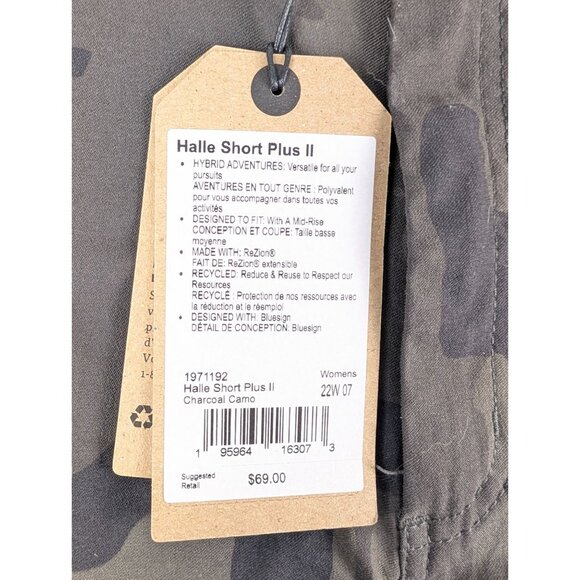 Halle Short Plus II
• HYBRID ADVENTURES: Versatile for all your
pursuits
AVENTURES EN TOUT GENRE : Polyvalent
pour vous accompagner dans toutes vos
activités
• DESIGNED TO FIT: With A Mid-Rise
CONCEPTION ET COUPE: Taille basse
moyenne
• MADE WITH: ReZion®
FAIT DE: ReZion® extensible
• RECYCLED: Reduce & Reuse to Respect our
Resources
RECYCLÉ : Protection de nos ressources avec
la réduction et le réemploi
• DESIGNED WITH: Bluesign
DÉTAIL DE CONCEPTION: Bluesign
1971192 Womens
Halle Short Plus II 22W 07
Charcoal Camo
1 95964 16307 3
Suggested
Retail $69.00